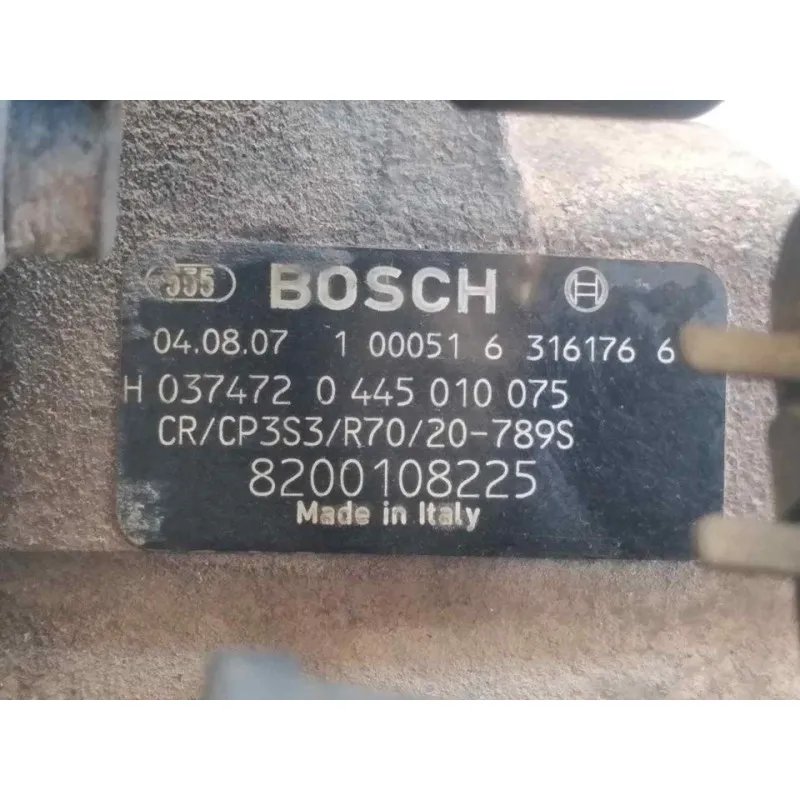 535 BOSCH
04.08.07 1 00051 6 316176 6
H 037472 0 445 010 075
CR/CP3S3/R70/20-789S
8200108225
Made in Italy